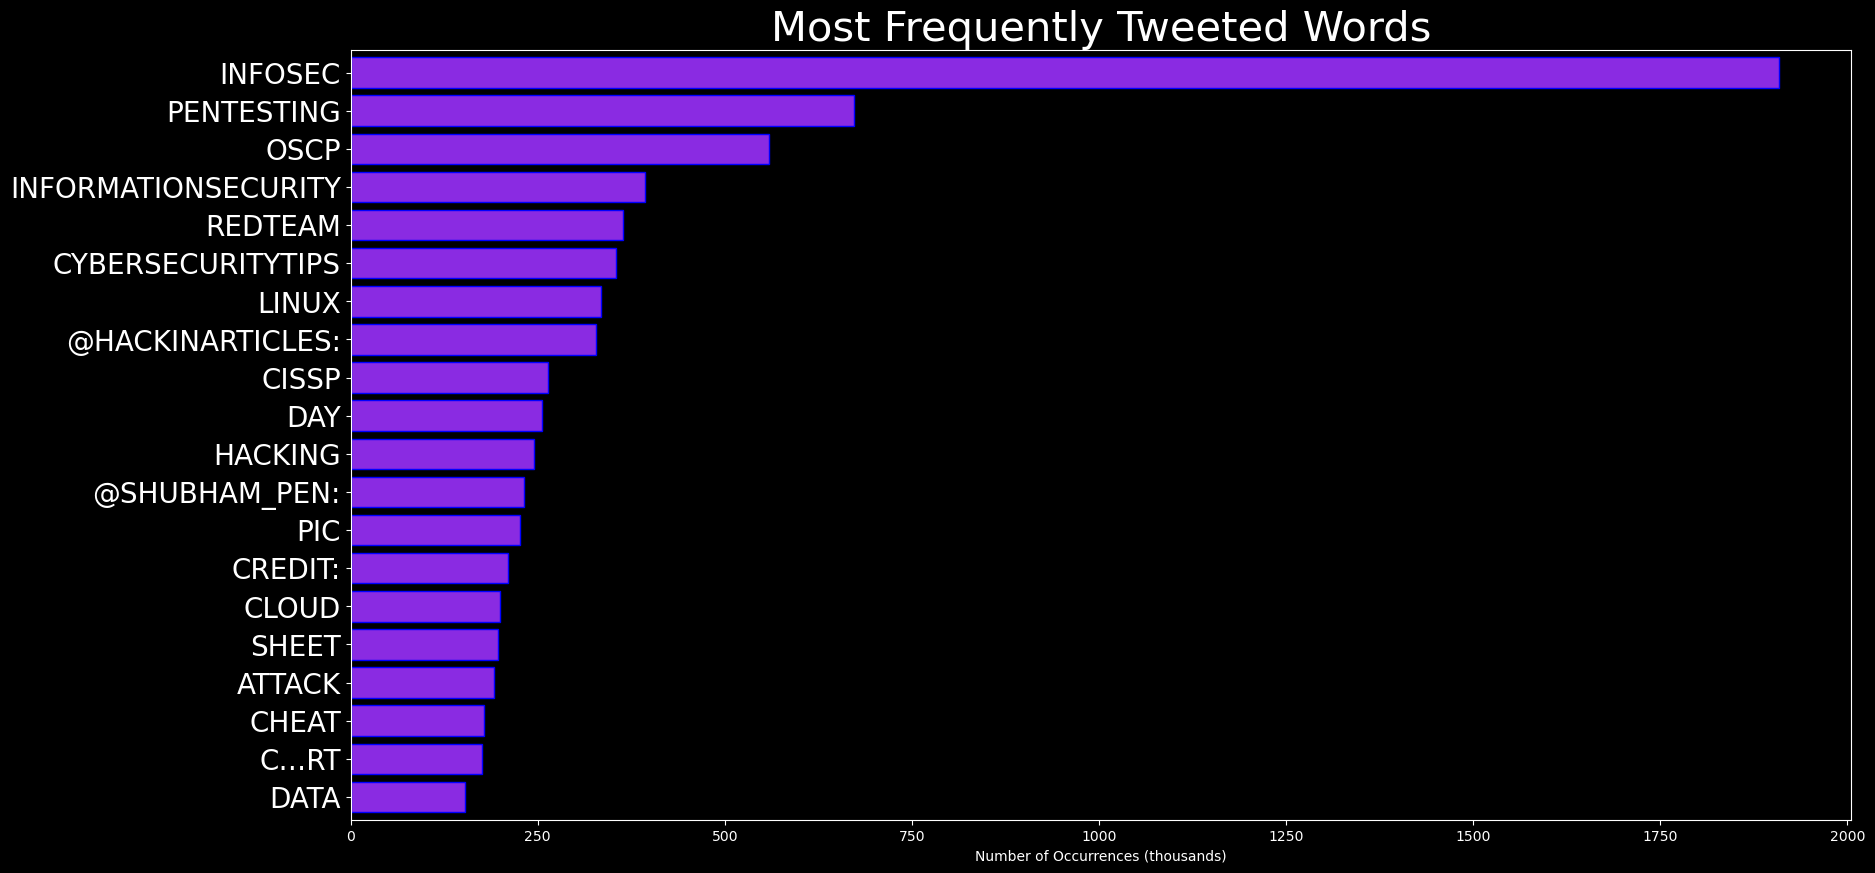 Most Frequently Tweeted Words
INFOSEC
PENTESTING
OSCP
INFORMATIONSECURITY
REDTEAM
CYBERSECURITYTIPS
LINUX
@HACKINARTICLES:
CISSP
DAY
HACKING
@SHUBHAM_PEN:
PIC
CREDIT:
CLOUD
SHEET
ATTACK
CHEAT
C…RT
DATA
0 250 500 750 1000 1250 1500 1750 2000
Number of Occurrences (thousands)